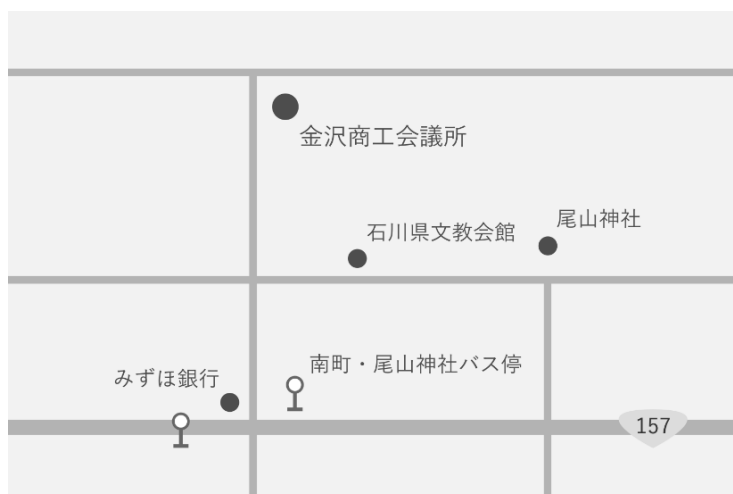 金沢商工会議所
尾山神社
石川県文教会館
南町・尾山神社バス停
みずほ銀行
157